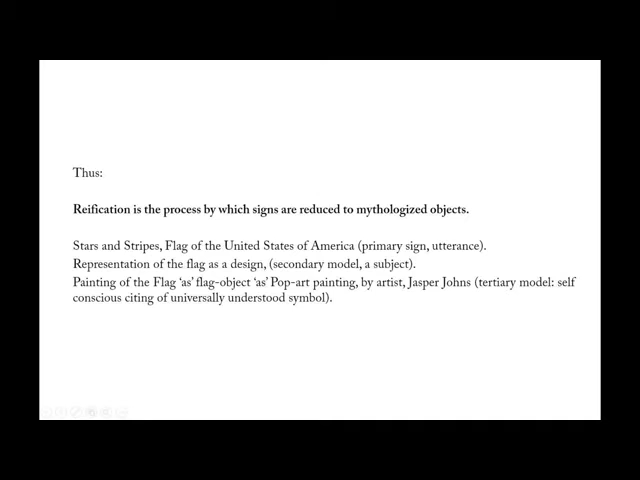 Thus:
Reification is the process by which signs are reduced to mythologized objects.
Stars and Stripes, Flag of the United States of America (primary sign, utterance).
Representation of the flag as a design, (secondary model, a subject).
Painting of the Flag ‘as’ flag-object ‘as’ Pop-art painting, by artist, Jasper Johns (tertiary model: self
conscious citing of universally understood symbol).